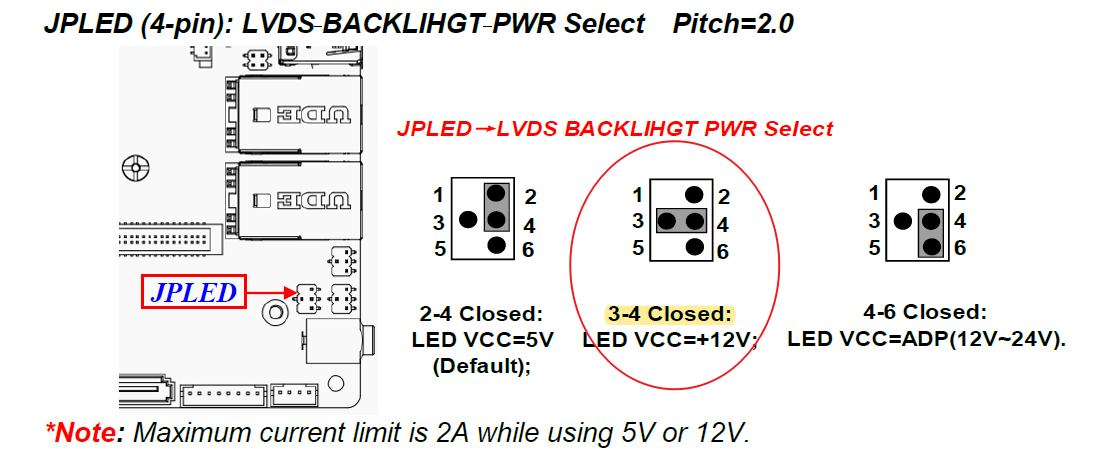 JPLED (4-pin): LVDS-BACKLIHGT-PWR Select Pitch=2.0
UDE
JPLED→LVDS BACKLIHGT PWR Select
UDE
1 2
3 4
5 6
1 2
3 4
5 6
1 2
3 4
5 6
JPLED
2-4 Closed:
LED VCC=5V
(Default);
3-4 Closed:
LED VCC=+12V;
4-6 Closed:
LED VCC=ADP(12V~24V).
*Note: Maximum current limit is 2A while using 5V or 12V.